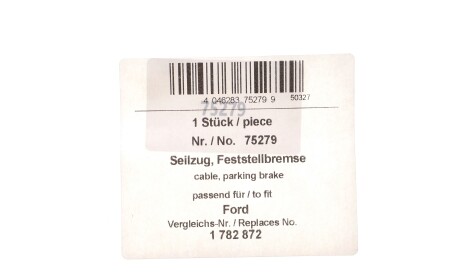 4 046283 75279 9 50327
75279
1 Stück / piece
Nr. / No. 75279
Seilzug, Feststellbremse
cable, parking brake
passend für / to fit
Ford
Vergleichs-Nr. / Replaces No.
1 782 872